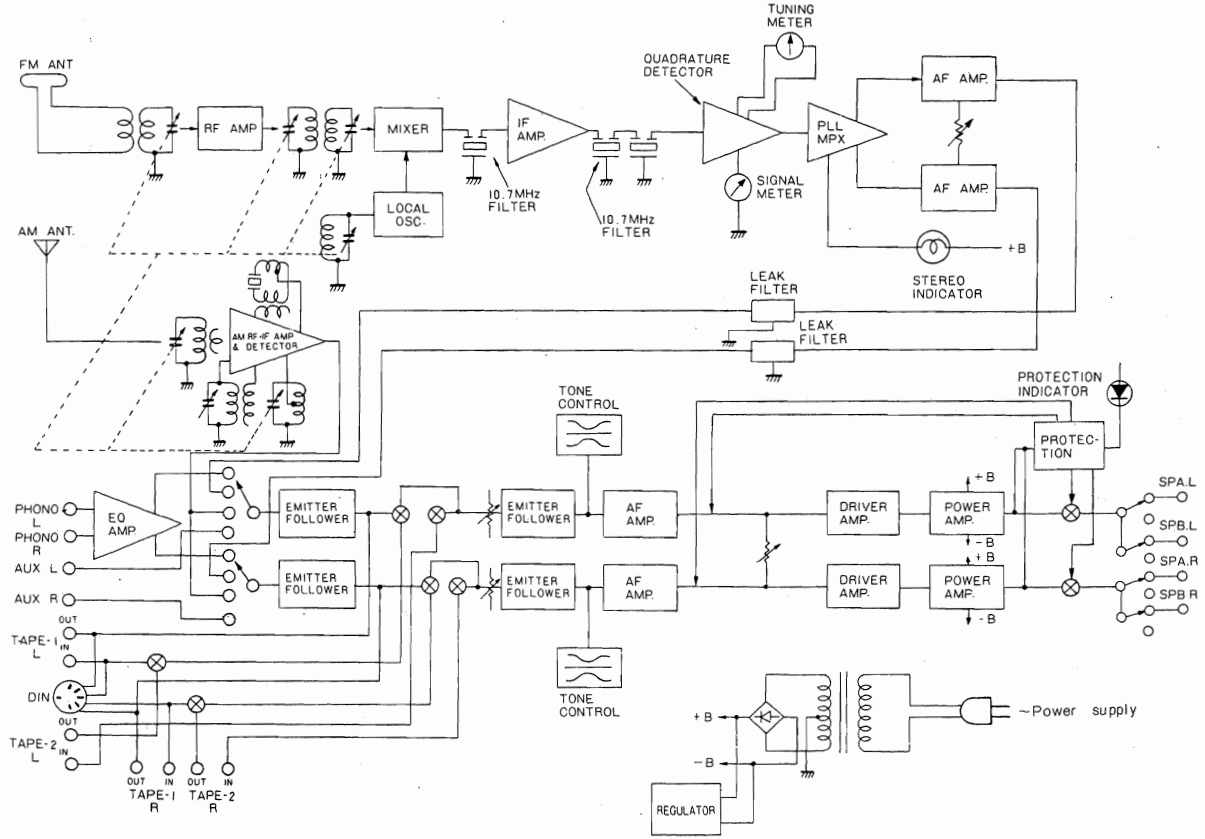 TUNING
METER
FM ANT
QUADRATURE
DETECTOR
AF AMP.
RF AMP
MIXER
IF
AMP.
PLL
MPX
SIGNAL
METER
AF AMP.
10.7MHz
FILTER
10.7MHz
FILTER
LOCAL
OSC.
AM ANT.
+B
STEREO
INDICATOR
LEAK
FILTER
LEAK
FILTER
AM RF-IF AMP
& DETECTOR
PROTECTION
INDICATOR
TONE
CONTROL
PROTEC-
TION
PHONO
L
PHONO
R
EQ
AMP.
EMITTER
FOLLOWER
EMITTER
FOLLOWER
AF
AMP.
DRIVER
AMP.
+B
POWER
AMP.
-B
SPA.L
SPB.L
AUX L
EMITTER
FOLLOWER
EMITTER
FOLLOWER
AF
AMP.
DRIVER
AMP.
+B
POWER
AMP.
-B
SPA.R
SPB R
AUX R
OUT
TAPE-1 IN
L
DIN
OUT
TAPE-2 IN
L
OUT IN OUT IN
TAPE-1 TAPE-2
R R
TONE
CONTROL
+B
-B
~Power supply
REGULATOR